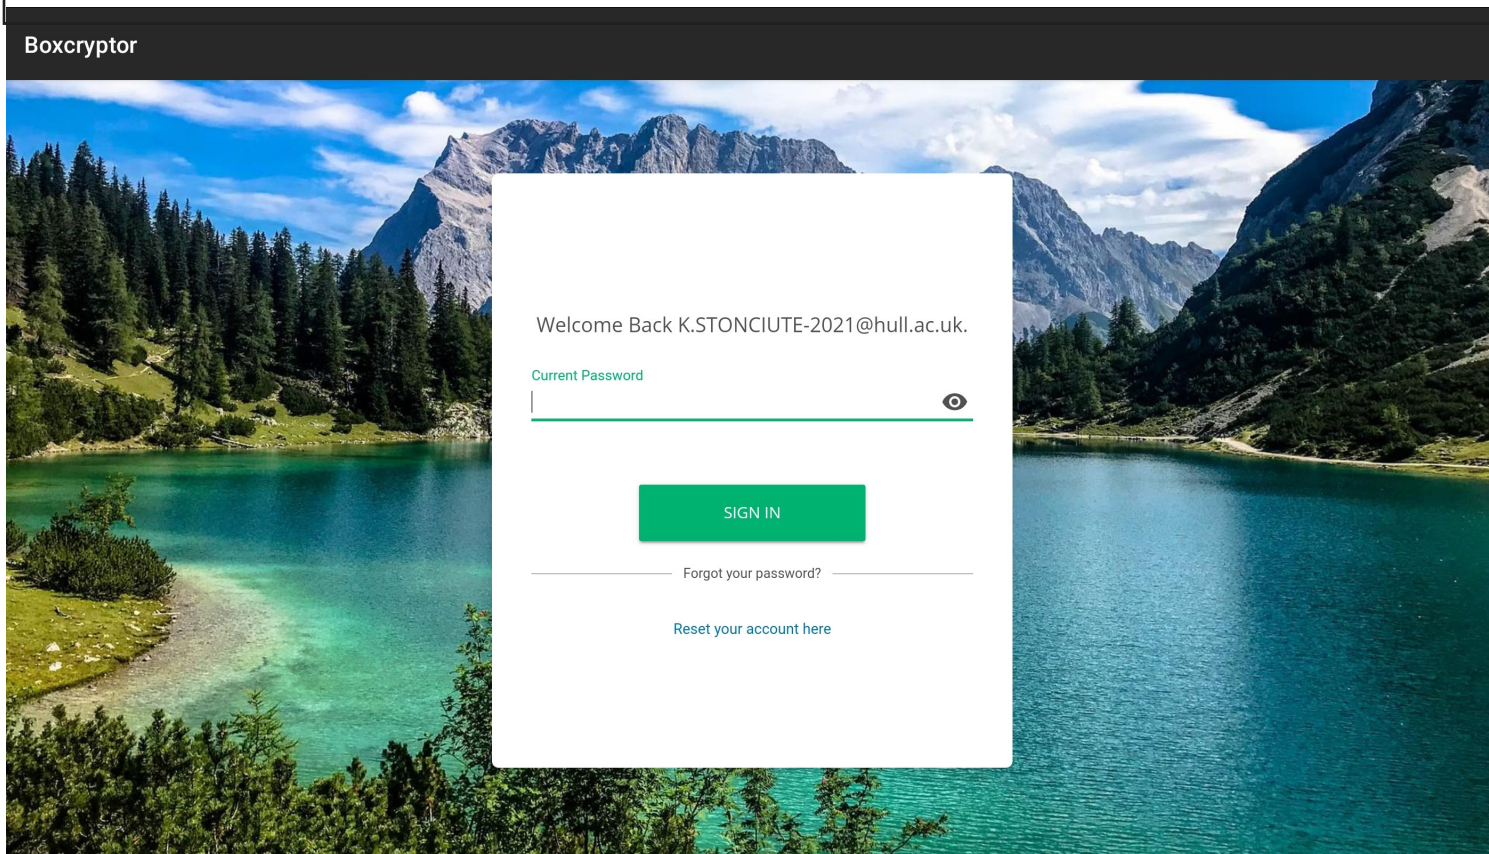 Boxcryptor
Welcome Back K.STONCIUTE-2021@hull.ac.uk.
Current Password
SIGN IN
Forgot your password?
Reset your account here